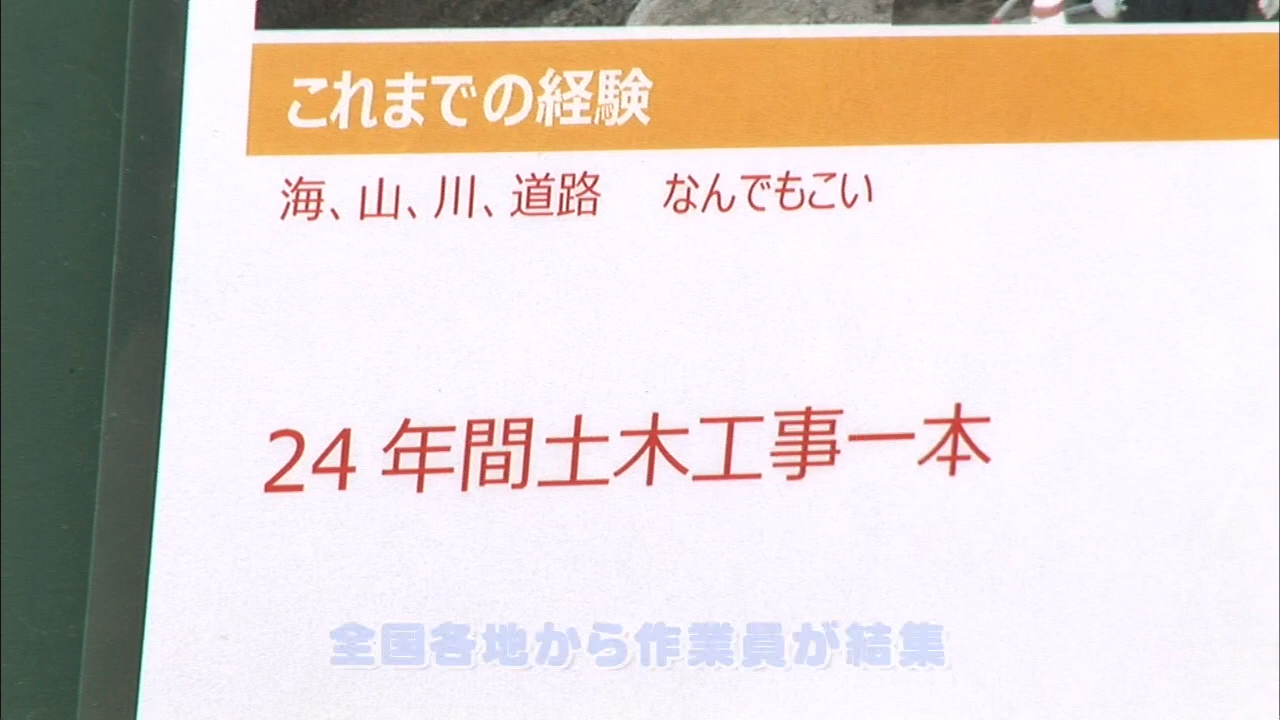 これまでの経験
海、山、川、道路　なんでもこい
24年間土木工事一本
全国各地から作業員が結集